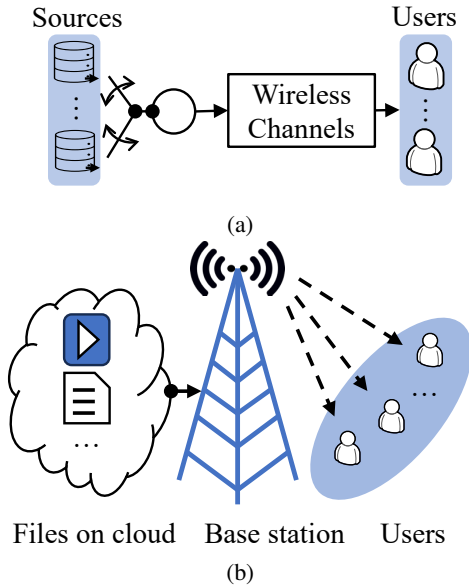 Sources
Users
...
Wireless
Channels
...
(a)
...
...
Files on cloud
Base station
Users
(b)